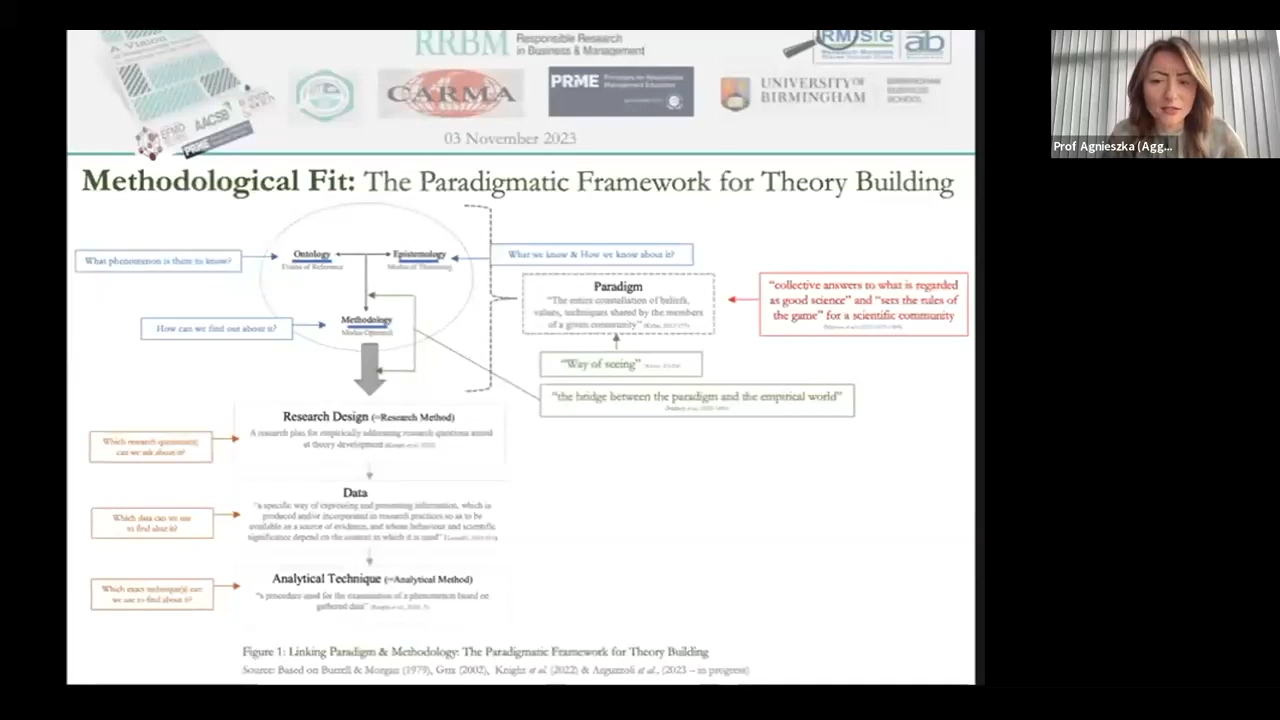 A Vision
RRBM Responsible Research
in Business & Management
RM SIG
ab
EFMD
AACSB
PRME
CARMA
PRME Principles for Responsible
Management Education
UNIVERSITY OF
BIRMINGHAM
BIRMINGHAM
BUSINESS
SCHOOL
03 November 2023
Prof Agnieszka (Agg...
Methodological Fit: The Paradigmatic Framework for Theory Building
What phenomenon is there to know?
Ontology
Frames of Reference
Epistemology
Modes of Theorising
What we know & How we know about it?
How can we find out about it?
Methodology
Modus Operandi
Paradigm
"The entire constellation of beliefs,
values, techniques shared by the members
of a given community"
"collective answers to what is regarded
as good science" and "sets the rules of
the game" for a scientific community
"Way of seeing"
"the bridge between the paradigm and the empirical world"
Research Design (=Research Method)
A research plan for empirically addressing research questions aimed
at theory development
Which research questions
can we ask about it?
Data
"a specific way of expressing and presenting information, which is
produced and/or incorporated in research practices so as to be
available as a source of evidence, and whose behaviour and scientific
significance depend on the context in which it is used"
Which data can we use
to find about it?
Analytical Technique (=Analytical Method)
"a procedure used for the examination of a phenomenon based on
gathered data"
Which exact technique(s) can
we use to find about it?
Figure 1: Linking Paradigm & Methodology: The Paradigmatic Framework for Theory Building
Source: Based on Burrell & Morgan (1979), Grix (2002), Knight et al. (2022) & et al., (2023 – in progress)